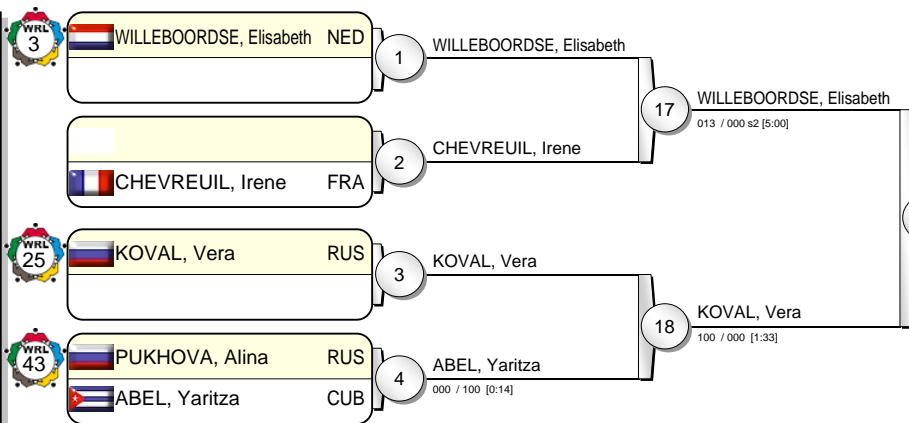 WRL
3
WILLEBOORDSE, Elisabeth NED
1
WILLEBOORDSE, Elisabeth
17
WILLEBOORDSE, Elisabeth
013 / 000 s2 [5:00]
2
CHEVREUIL, Irene
CHEVREUIL, Irene FRA
WRL
25
KOVAL, Vera RUS
3
KOVAL, Vera
18
KOVAL, Vera
100 / 000 [1:33]
WRL
43
PUKHOVA, Alina RUS
4
ABEL, Yaritza
000 / 100 [0:14]
ABEL, Yaritza CUB